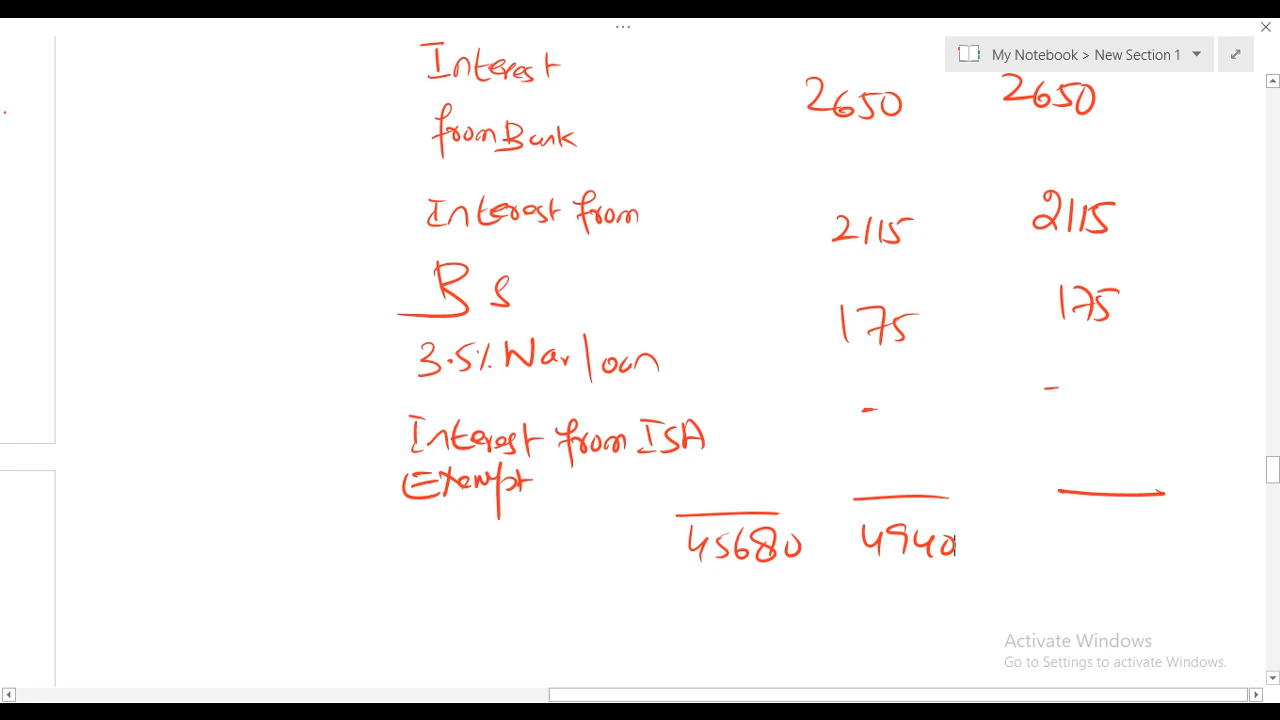 My Notebook > New Section 1
Interest
from Bank 2650 2650
Interest from 2115 2115
BS
3.5% War loan 175 175
Interest from ISA - -
Exempt
45680 4940
Activate Windows
Go to Settings to activate Windows.